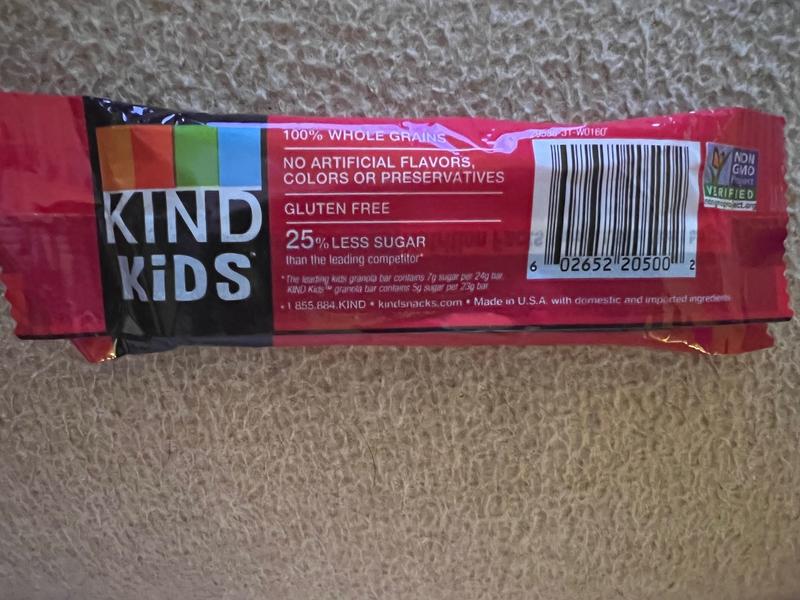 KIND
KiDS
100% WHOLE GRAINS
NO ARTIFICIAL FLAVORS,
COLORS OR PRESERVATIVES
GLUTEN FREE
25% LESS SUGAR
than the leading competitor*
*The leading kids granola bar contains 7g sugar per 24g bar.
KIND Kids™ granola bar contains 5g sugar per 23g bar
• 1 855.884.KIND • kindsnacks.com • Made in U.S.A. with domestic and imported ingredients
6 02652 20500 2
NON
GMO
Project
VERIFIED
nongmoproject.org